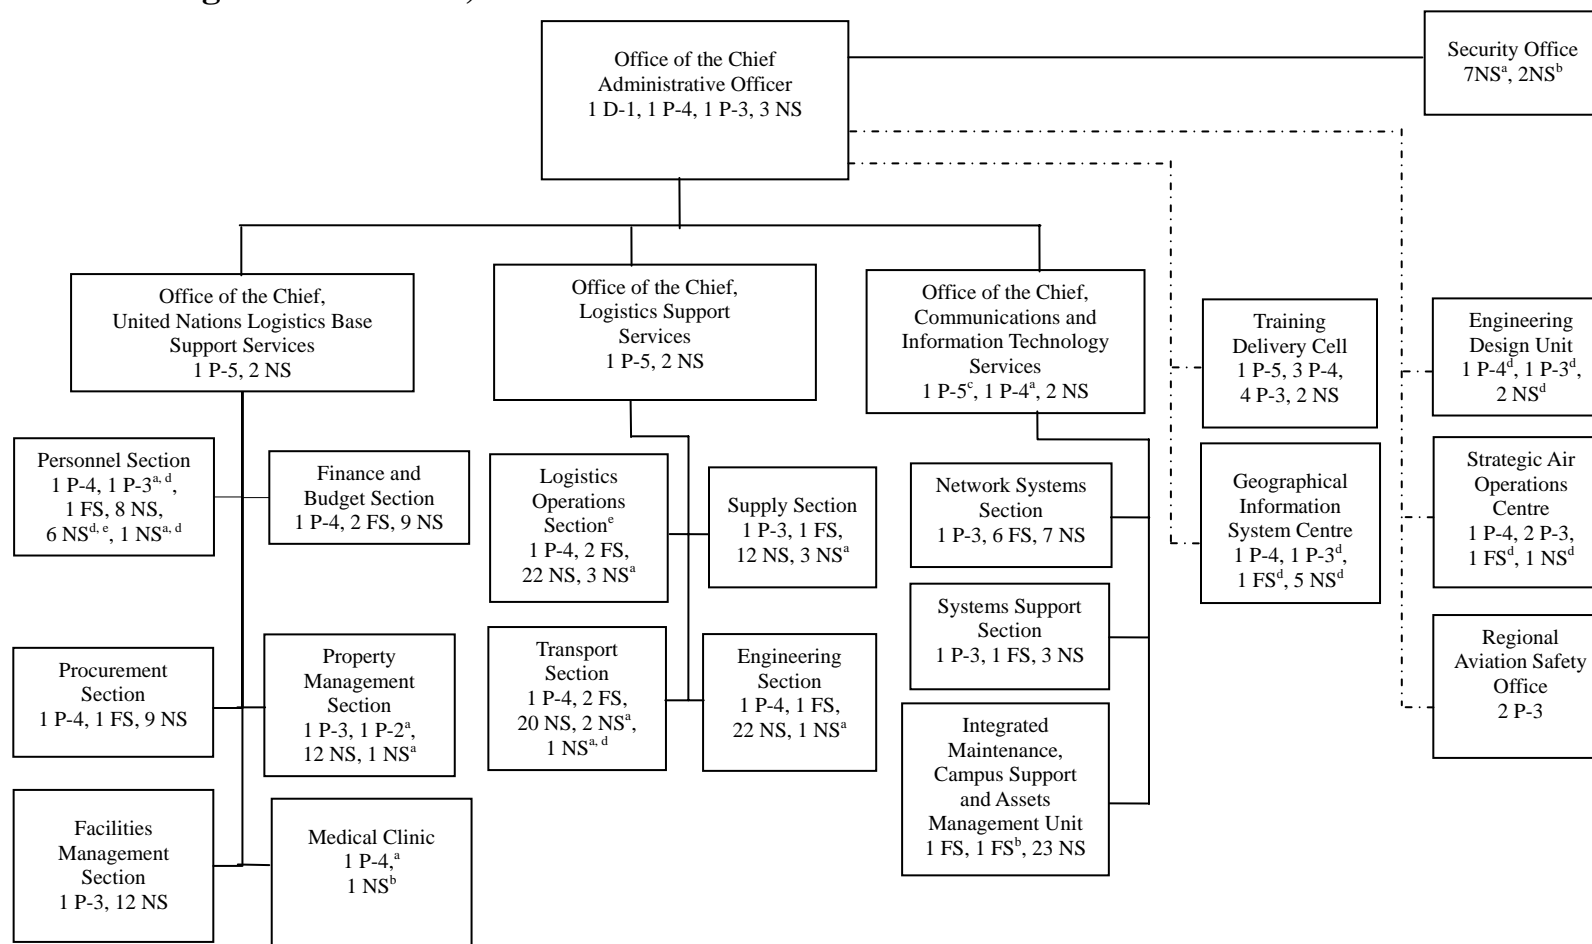 Office of the Chief
Administrative Officer
1 D-1, 1 P-4, 1 P-3, 3 NS
Security Office
7NSᵃ, 2NSᵇ
Office of the Chief,
United Nations Logistics Base
Support Services
1 P-5, 2 NS
Office of the Chief,
Logistics Support
Services
1 P-5, 2 NS
Office of the Chief,
Communications and
Information Technology
Services
1 P-5ᶜ, 1 P-4ᵃ, 2 NS
Training
Delivery Cell
1 P-5, 3 P-4,
4 P-3, 2 NS
Engineering
Design Unit
1 P-4ᵈ, 1 P-3ᵈ,
2 NSᵈ
Personnel Section
1 P-4, 1 P-3ᵃ, ᵈ,
1 FS, 8 NS,
6 NSᵈ, ᵉ, 1 NSᵃ, ᵈ
Finance and
Budget Section
1 P-4, 2 FS, 9 NS
Logistics
Operations
Sectionᵉ
1 P-4, 2 FS,
22 NS, 3 NSᵃ
Supply Section
1 P-3, 1 FS,
12 NS, 3 NSᵃ
Network Systems
Section
1 P-3, 6 FS, 7 NS
Geographical
Information
System Centre
1 P-4, 1 P-3ᵈ,
1 FSᵈ, 5 NSᵈ
Strategic Air
Operations
Centre
1 P-4, 2 P-3,
1 FSᵈ, 1 NSᵈ
Systems Support
Section
1 P-3, 1 FS, 3 NS
Procurement
Section
1 P-4, 1 FS, 9 NS
Property
Management
Section
1 P-3, 1 P-2ᵃ,
12 NS, 1 NSᵃ
Transport
Section
1 P-4, 2 FS,
20 NS, 2 NSᵃ,
1 NSᵃ, ᵈ
Engineering
Section
1 P-4, 1 FS,
22 NS, 1 NSᵃ
Regional
Aviation Safety
Office
2 P-3
Integrated
Maintenance,
Campus Support
and Assets
Management Unit
1 FS, 1 FSᵇ, 23 NS
Facilities
Management
Section
1 P-3, 12 NS
Medical Clinic
1 P-4,ᵃ
1 NSᵇ